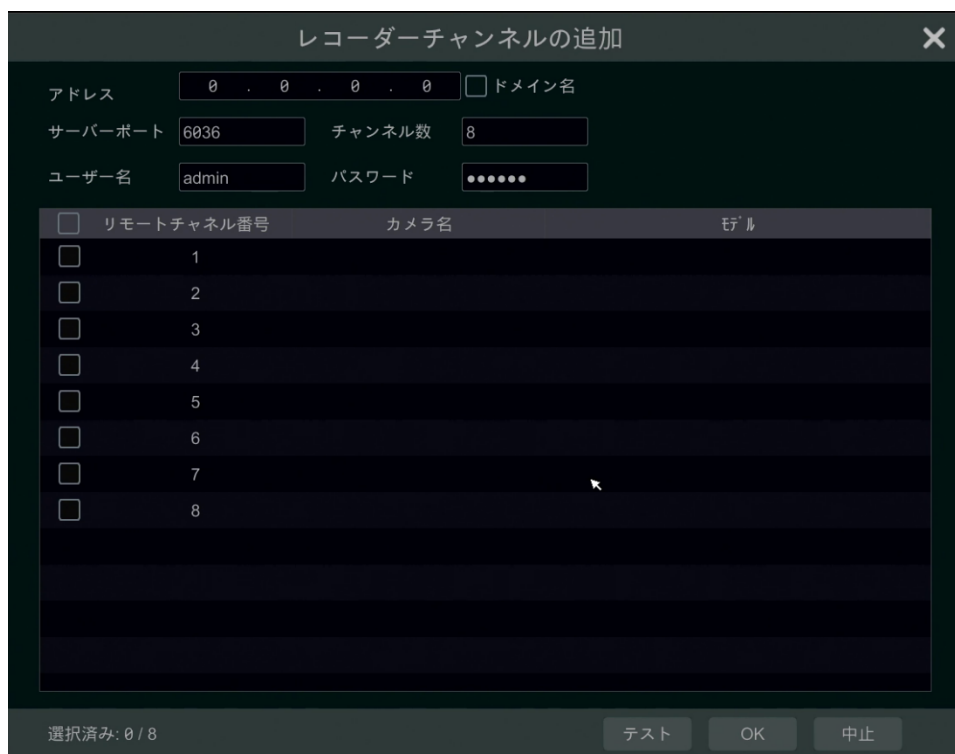 レコーダーチャンネルの追加
アドレス 0 . 0 . 0 . 0 ドメイン名
サーバーポート 6036 チャンネル数 8
ユーザー名 admin パスワード ●●●●●●
リモートチャネル番号 カメラ名 ﾓﾃﾞﾙ
1
2
3
4
5
6
7
8
選択済み: 0 / 8 テスト OK 中止